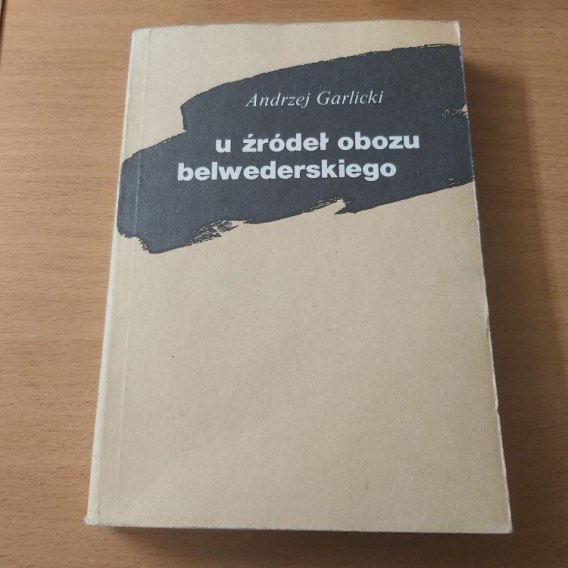 Andrzej Garlicki
u źródeł obozu
belwederskiego